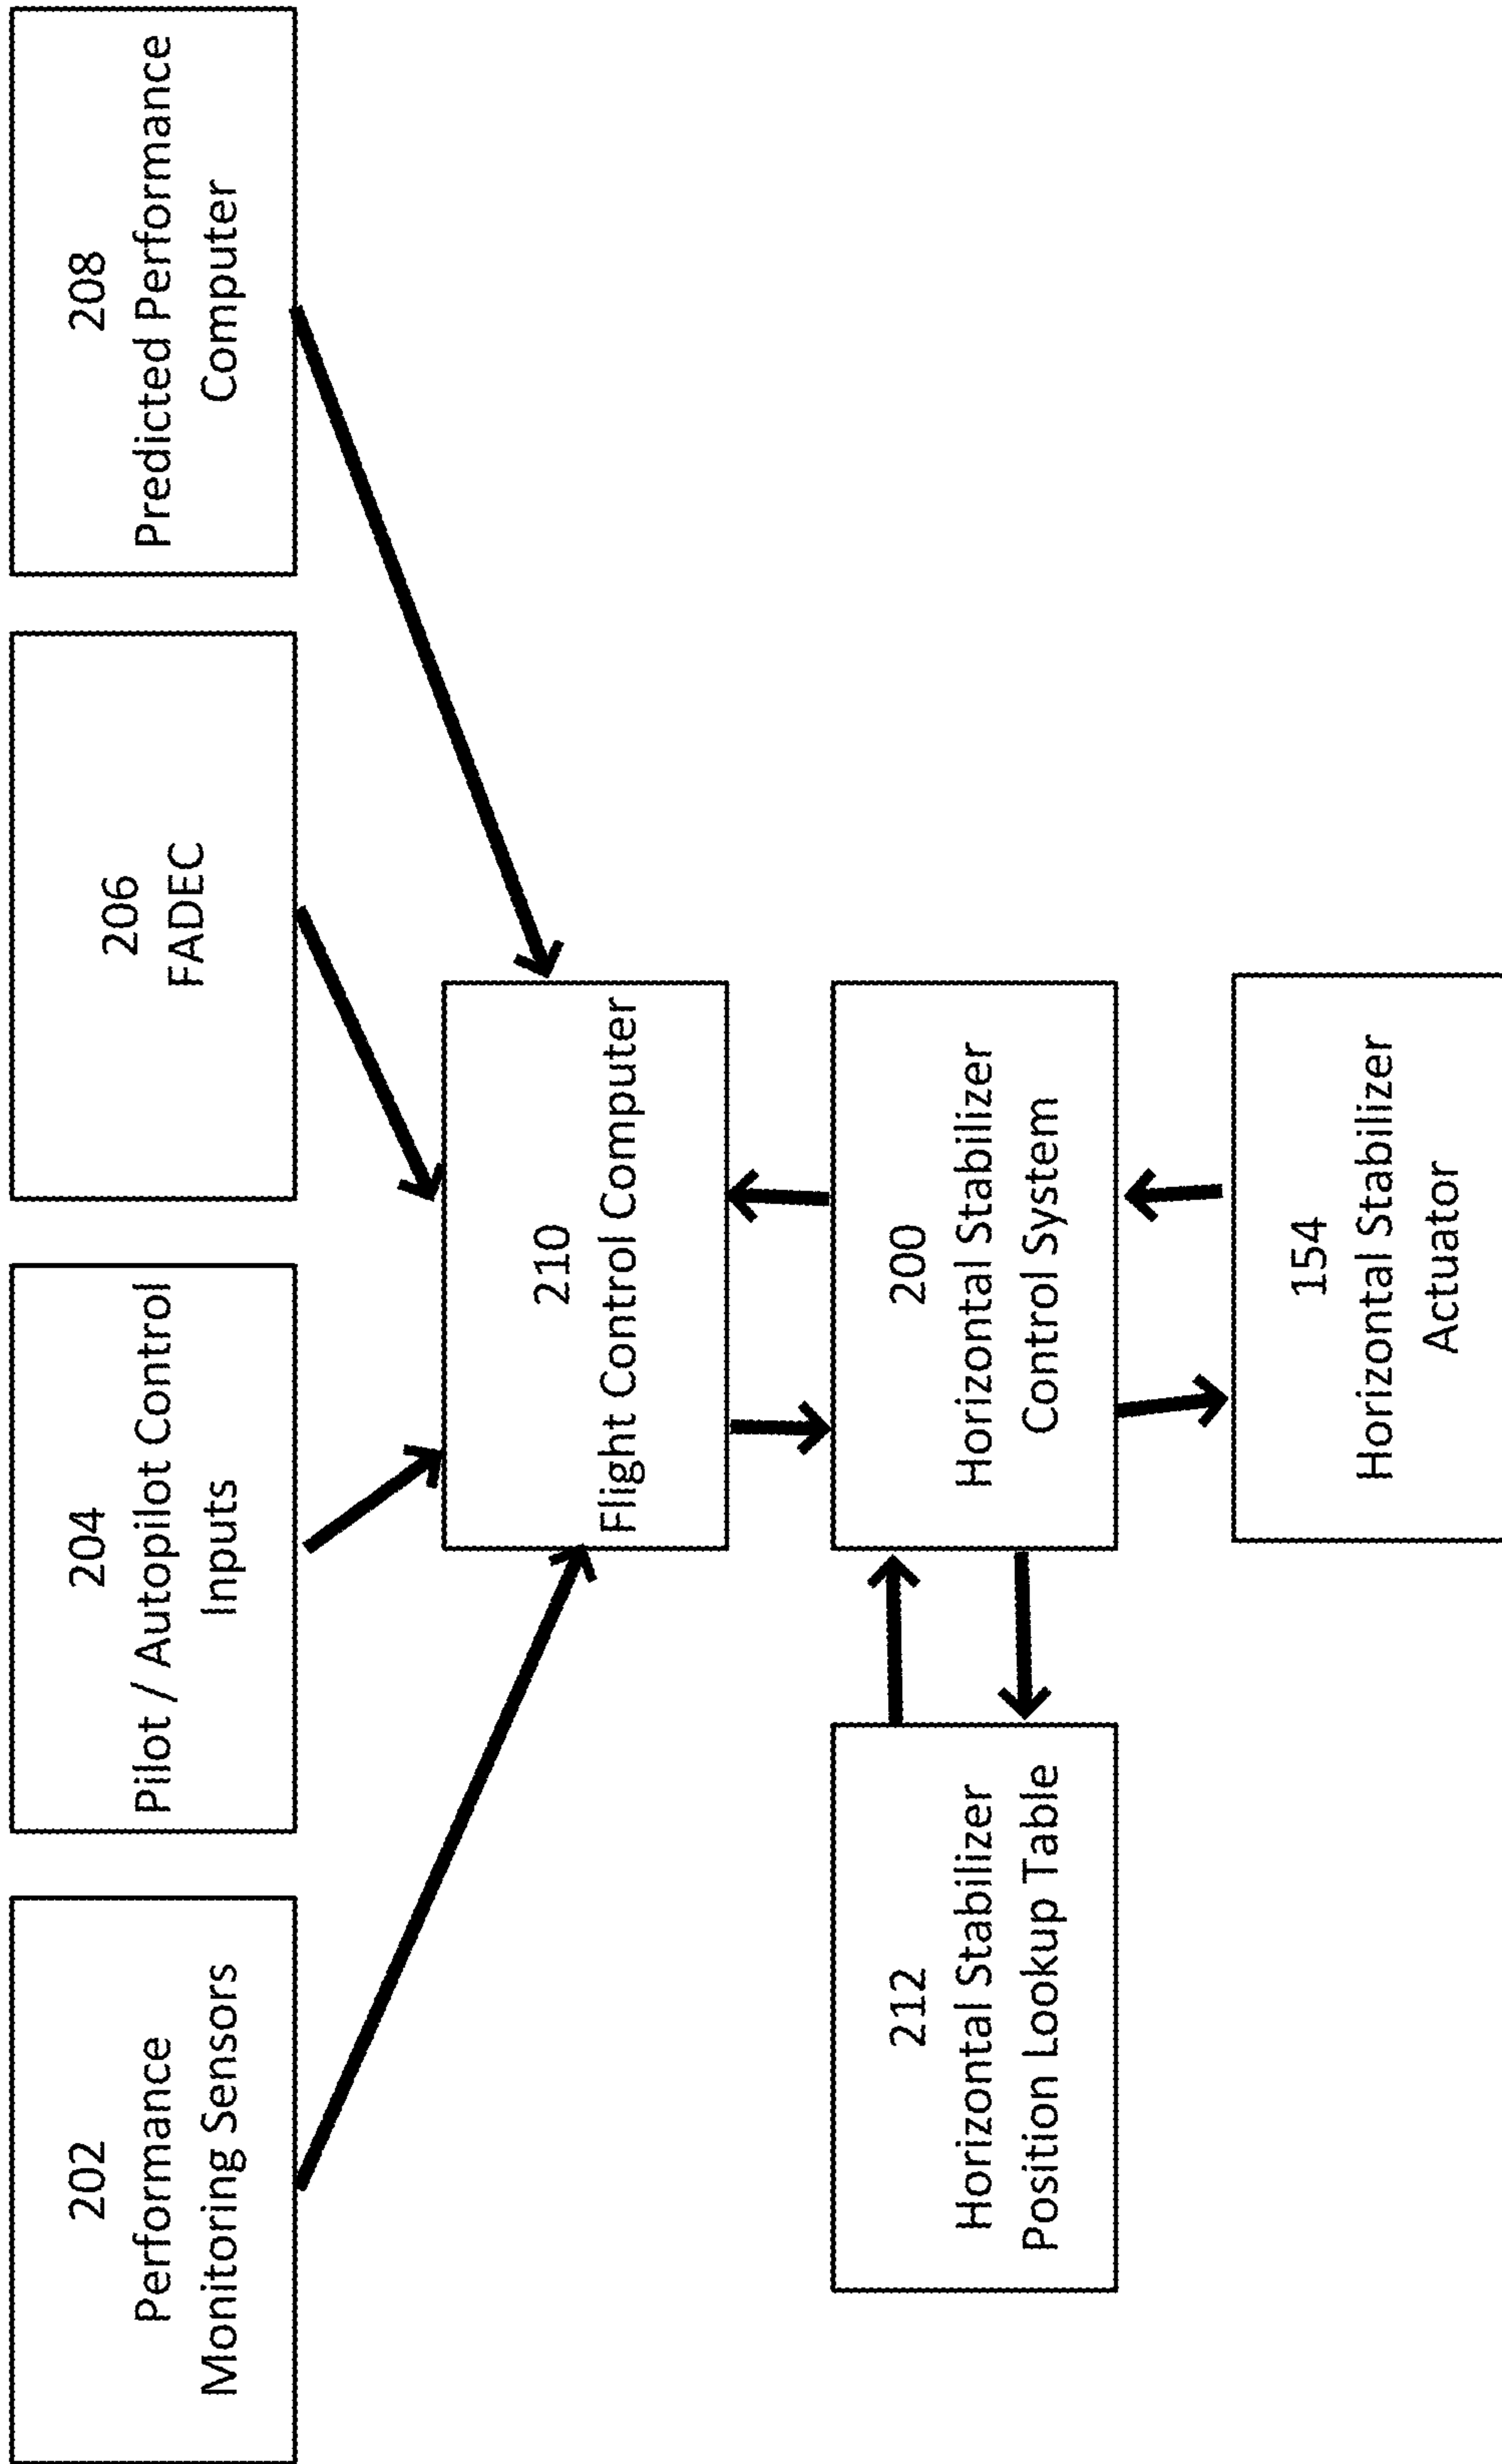 202
Performance
Monitoring Sensors
204
Pilot / Autopilot Control
Inputs
206
FADEC
208
Predicted Performance
Computer
210
Flight Control Computer
212
Horizontal Stabilizer
Position Lookup Table
200
Horizontal Stabilizer
Control System
154
Horizontal Stabilizer
Actuator